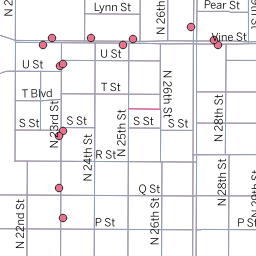 N 2
Lynn St
N 26th
Pear St
Vine St
U St
U St
T St
T Blvd
N 26th St
S St
N 23rd St
S St
N 25th St
S St
S St
N 28th St
N 24th St
R St
Q St
N 28th St
N 22nd St
P St
N 26th St
P St